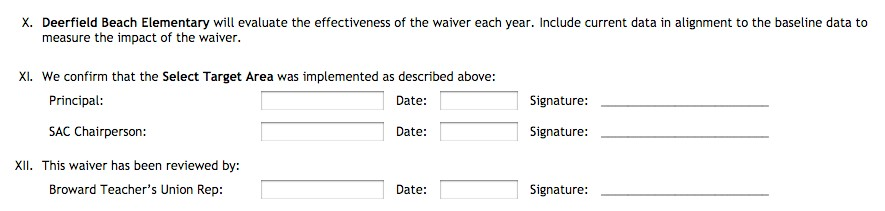 X. Deerfield Beach Elementary will evaluate the effectiveness of the waiver each year. Include current data in alignment to the baseline data to
measure the impact of the waiver.
XI. We confirm that the Select Target Area was implemented as described above:
Principal: Date: Signature:
SAC Chairperson: Date: Signature:
XII. This waiver has been reviewed by:
Broward Teacher's Union Rep: Date: Signature: